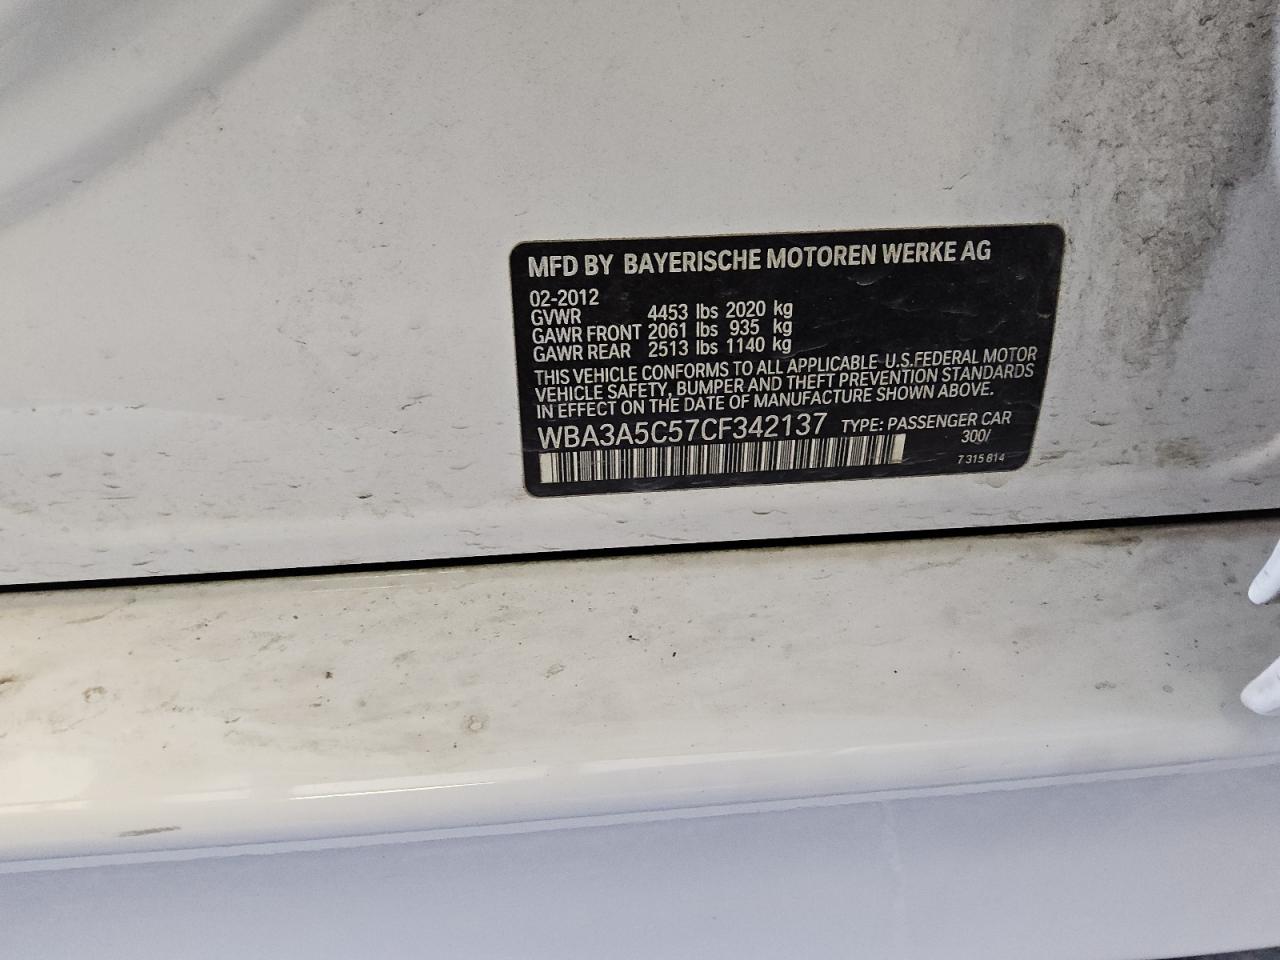 MFD BY BAYERISCHE MOTOREN WERKE AG
02-2012
GVWR 4453 lbs 2020 kg
GAWR FRONT 2061 lbs 935 kg
GAWR REAR 2513 lbs 1140 kg
THIS VEHICLE CONFORMS TO ALL APPLICABLE U.S.FEDERAL MOTOR
VEHICLE SAFETY, BUMPER AND THEFT PREVENTION STANDARDS
IN EFFECT ON THE DATE OF MANUFACTURE SHOWN ABOVE.
WBA3A5C57CF342137 TYPE: PASSENGER CAR
300/
7 315 814